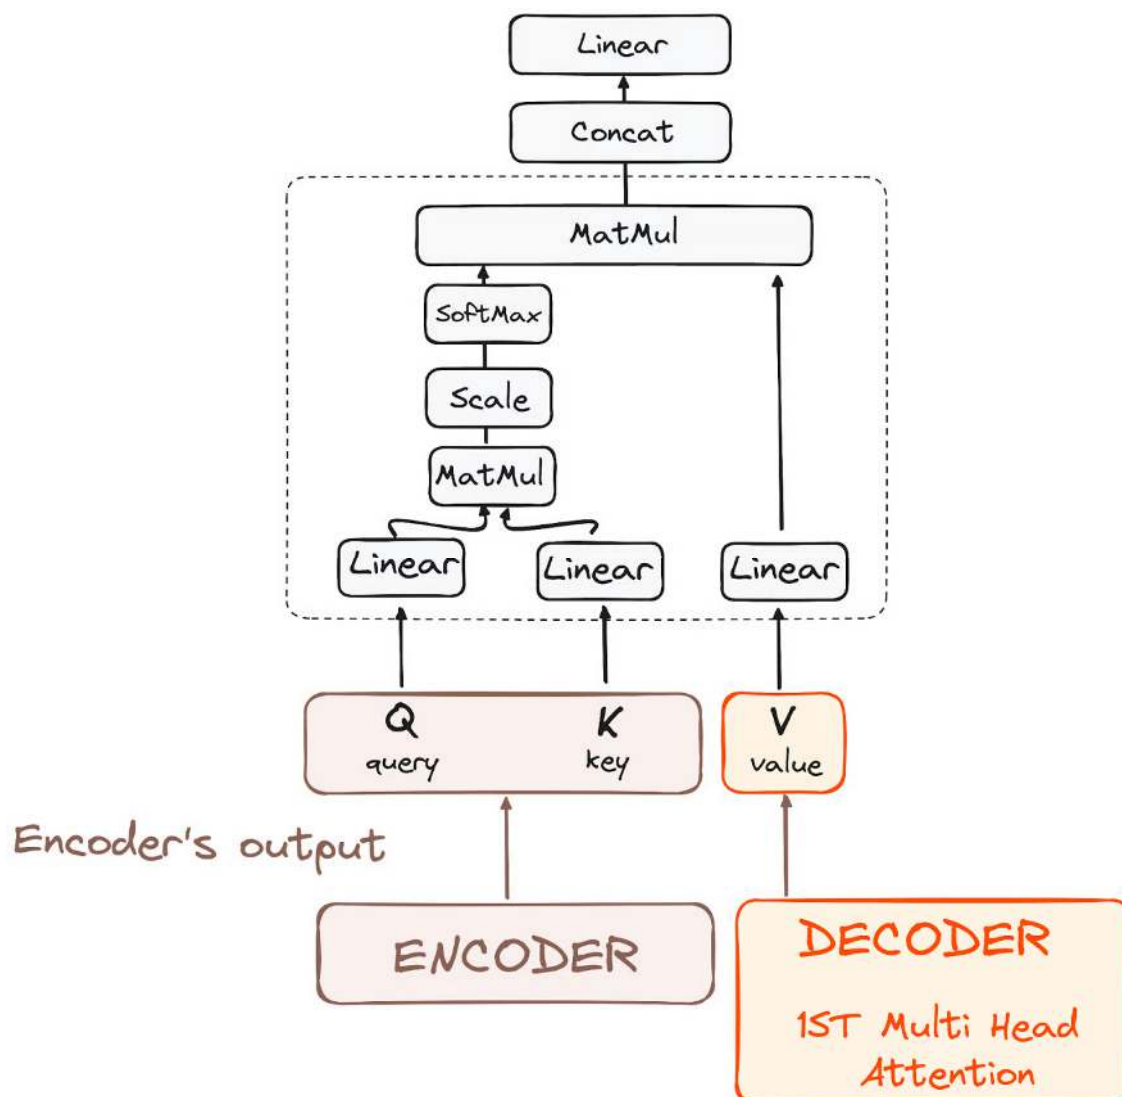 Linear
Concat
MatMul
SoftMax
Scale
MatMul
Linear
Linear
Linear
Q
query
K
key
V
value
Encoder's output
ENCODER
DECODER
1ST Multi Head
Attention